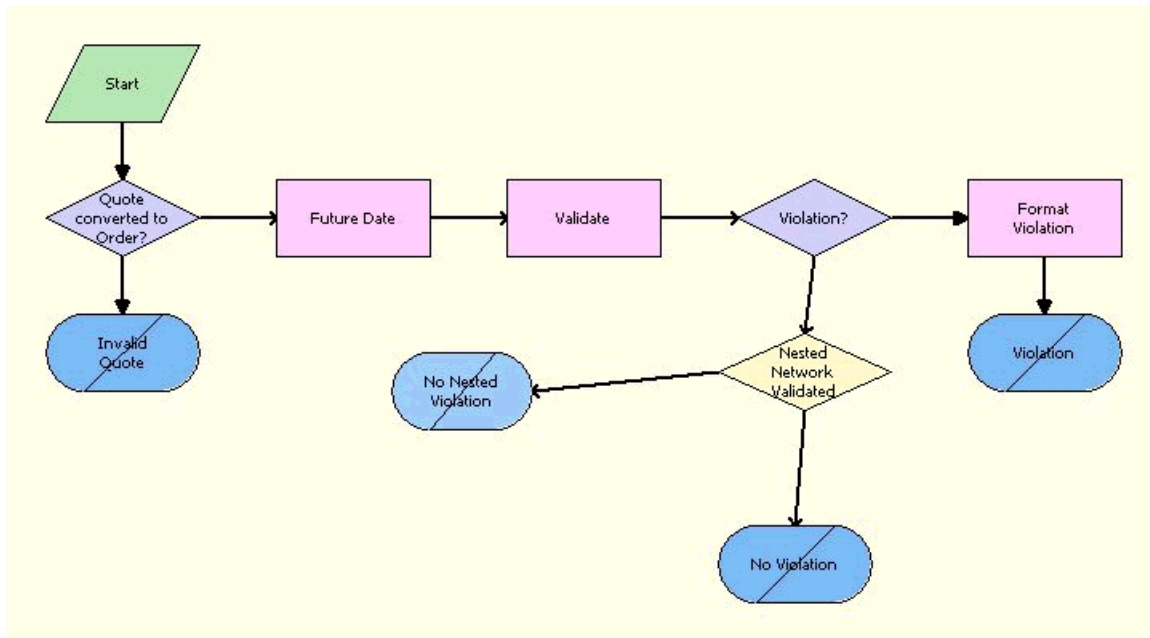 Start
Quote
converted to
Order?
Future Date
Validate
Violation?
Format
Violation
Invalid
Quote
No Nested
Violation
Nested
Network
Validated
Violation
No Violation